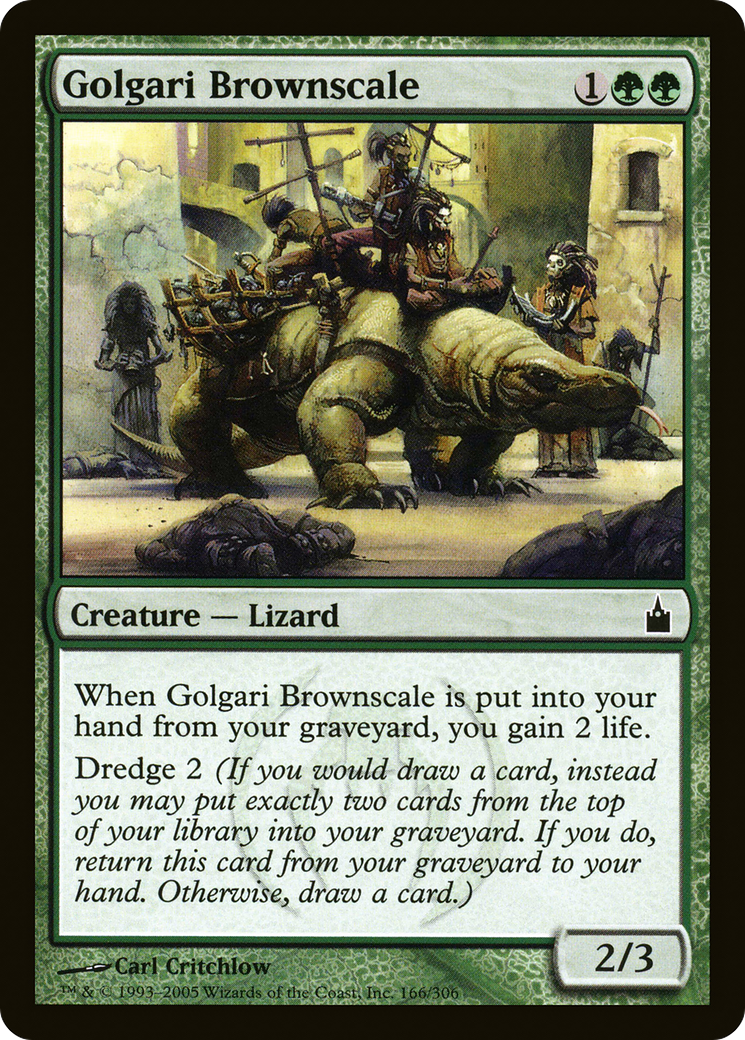 Golgari Brownscale 1
Creature — Lizard
When Golgari Brownscale is put into your
hand from your graveyard, you gain 2 life.
Dredge 2 (If you would draw a card, instead
you may put exactly two cards from the top
of your library into your graveyard. If you do,
return this card from your graveyard to your
hand. Otherwise, draw a card.)
2/3
Carl Critchlow
™ & © 1993–2005 Wizards of the Coast, Inc. 166/306